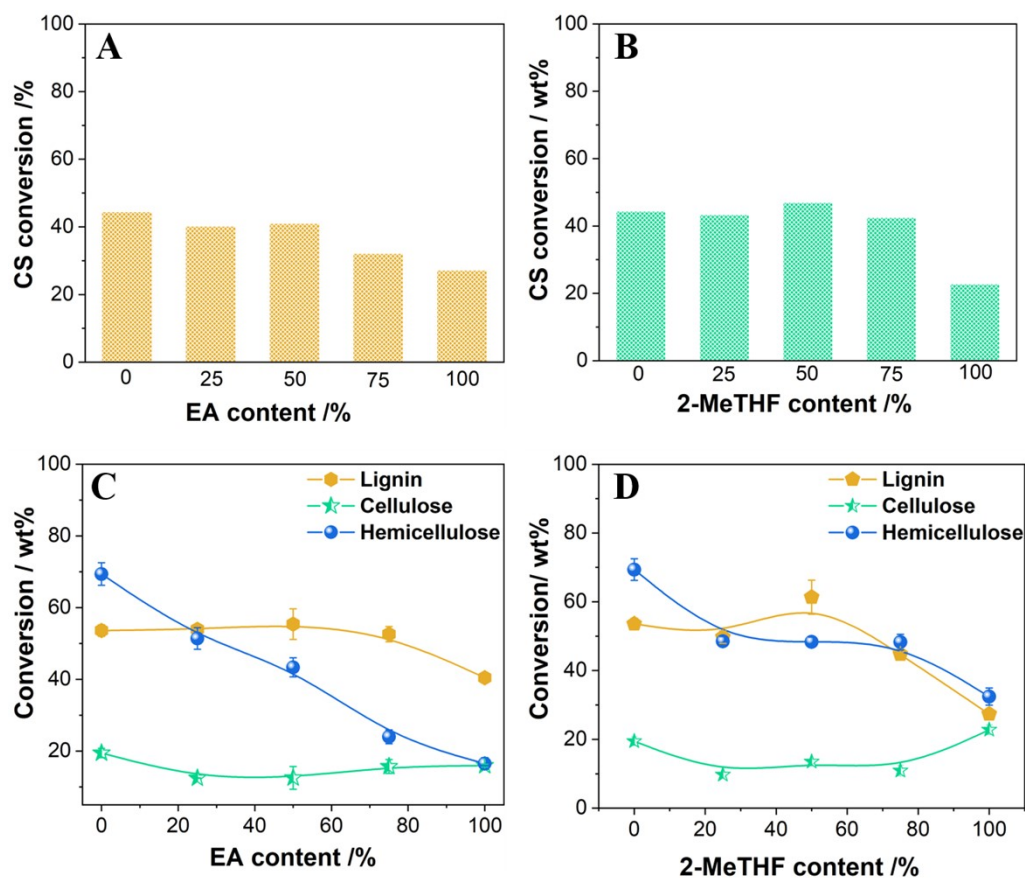 A
CS conversion /%
100
80
60
40
20
0
0 25 50 75 100
EA content /%
B
CS conversion / wt%
100
80
60
40
20
0
0 25 50 75 100
2-MeTHF content /%
C
Conversion / wt%
100
80
60
40
20
Lignin
Cellulose
Hemicellulose
0 20 40 60 80 100
EA content /%
D
Conversion/ wt%
100
80
60
40
20
0
Lignin
Cellulose
Hemicellulose
0 20 40 60 80 100
2-MeTHF content /%